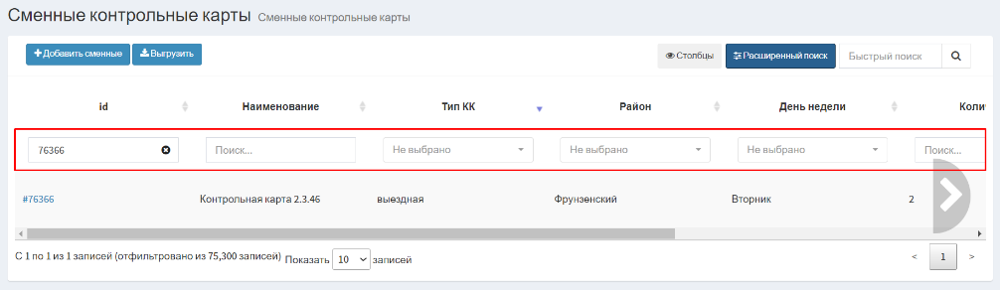 Сменные контрольные карты Сменные контрольные карты
Добавить сменные Выгрузить Столбцы Расширенный поиск Быстрый поиск
id Наименование Тип КК Район День недели Коли
76366 Поиск... Не выбрано Не выбрано Не выбрано Поиск...
#76366 Контрольная карта 2.3.46 выездная Фрунзенский Вторник 2
С 1 по 1 из 1 записей (отфильтровано из 75,300 записей) Показать 10 записей < 1 >